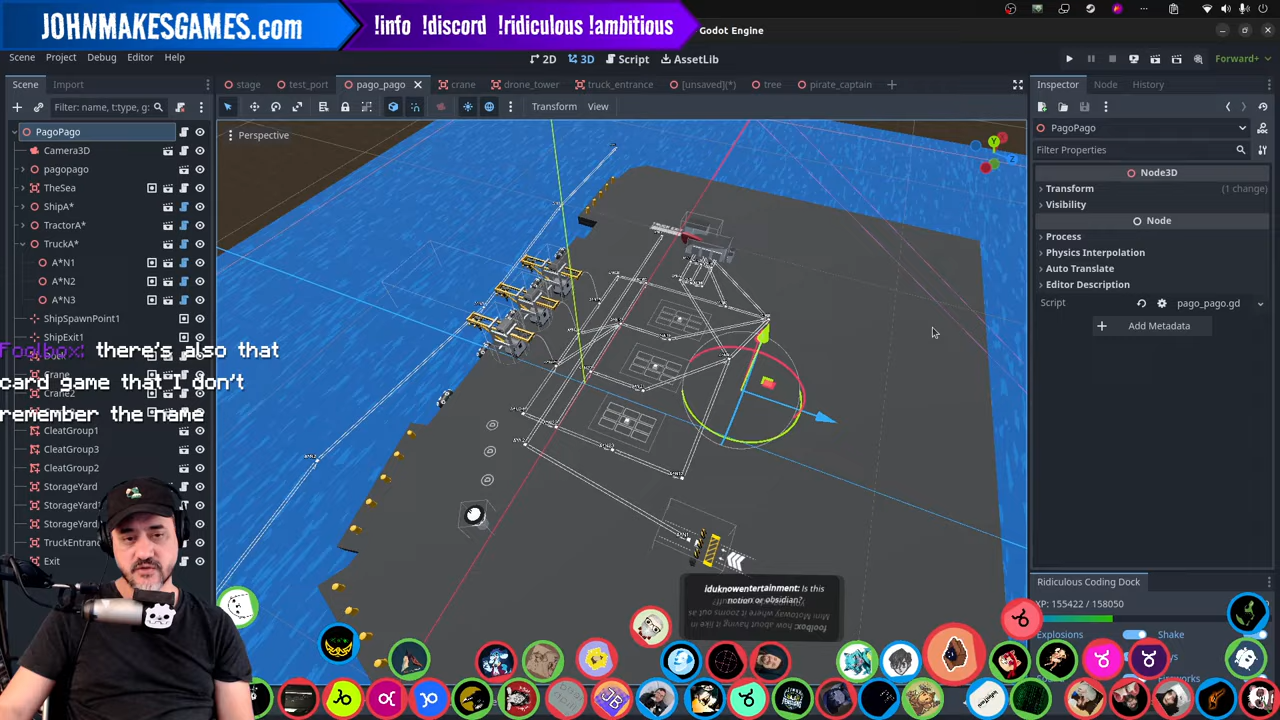 JOHNMAKESGAMES.com
!info !discord !ridiculous !ambitious
Godot Engine
Scene Project Debug Editor Help
2D 3D Script AssetLib
Forward+
Scene Import
stage test_port pago_pago crane drone_tower truck_entrance [unsaved](*) tree pirate_captain
Inspector Node History
Filter: name, t:type, g:
Transform View
PagoPago
Camera3D
pagopago
TheSea
ShipA*
TractorA*
TruckA*
A*N1
A*N2
A*N3
ShipSpawnPoint1
ShipExit1
Crane
Crane2
CleatGroup1
CleatGroup3
CleatGroup2
StorageYard
StorageYard
StorageYard
TruckEntran
Exit
Perspective
Foolbox: there's also that
card game that I don't
remember the name
iduknowentertainment: Is this
notion or obsidian?
PagoPago
Filter Properties
Node3D
Transform (1 change)
Visibility
Node
Process
Physics Interpolation
Auto Translate
Editor Description
Script pago_pago.gd
Add Metadata
Ridiculous Coding Dock
XP: 155422 / 158050
Explosions Shake